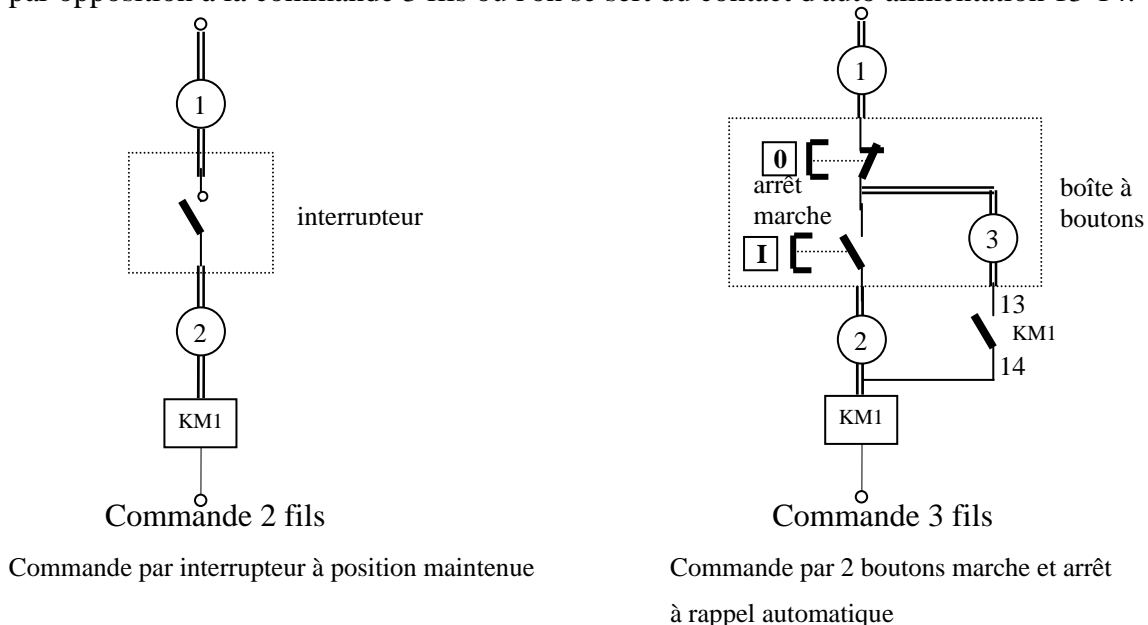 par opposition à la commande 3 fils où l'on se sert du contact d'auto alimentation 13-14.
1
interrupteur
2
KM1
Commande 2 fils
Commande par interrupteur à position maintenue
1
0
arrêt
marche
I
3
boîte à
boutons
13
KM1
14
2
KM1
Commande 3 fils
Commande par 2 boutons marche et arrêt
à rappel automatique